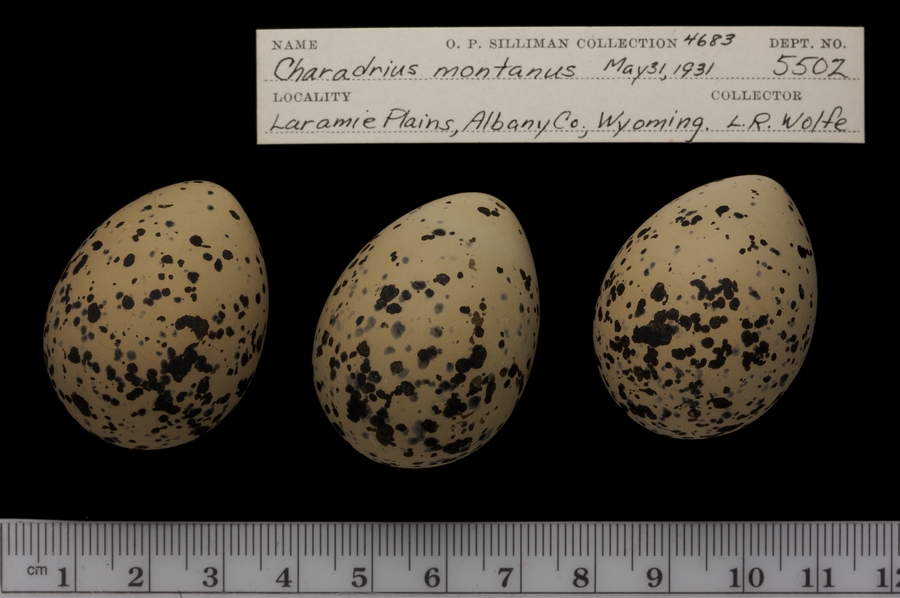 NAME O. P. SILLIMAN COLLECTION 4683 DEPT. NO.
Charadrius montanus May 31, 1931 5502
LOCALITY COLLECTOR
Laramie Plains, Albany Co., Wyoming. L.R. Wolfe
cm 1 2 3 4 5 6 7 8 9 10 11 12